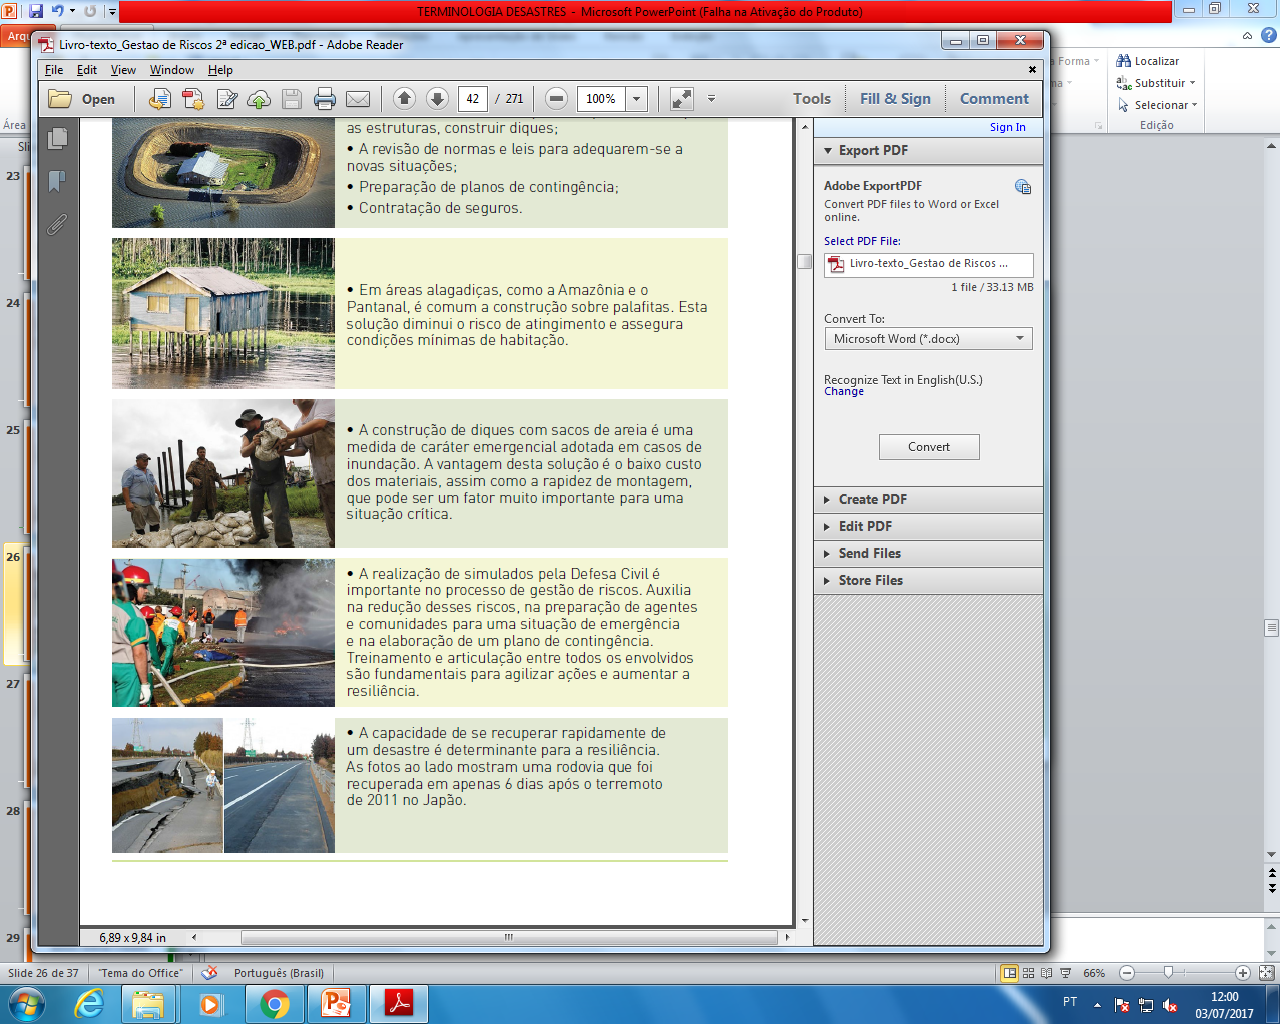 TERMINOLOGIA DESASTRES - Microsoft PowerPoint (Falha na Ativação do Produto)
Arqu
Livro-texto_Gestao de Riscos 2ª edicao_WEB.pdf - Adobe Reader
File Edit View Window Help
Open
42 / 271
100%
Tools
Fill & Sign
Comment
Sign In
a Forma
Localizar
Substituir
Selecionar
Edição
Área
as estruturas, construir diques;
• A revisão de normas e leis para adequarem-se a
novas situações;
• Preparação de planos de contingência;
• Contratação de seguros.
• Em áreas alagadiças, como a Amazônia e o
Pantanal, é comum a construção sobre palafitas. Esta
solução diminui o risco de atingimento e assegura
condições mínimas de habitação.
• A construção de diques com sacos de areia é uma
medida de caráter emergencial adotada em casos de
inundação. A vantagem desta solução é o baixo custo
dos materiais, assim como a rapidez de montagem,
que pode ser um fator muito importante para uma
situação crítica.
• A realização de simulados pela Defesa Civil é
importante no processo de gestão de riscos. Auxilia
na redução desses riscos, na preparação de agentes
e comunidades para uma situação de emergência
e na elaboração de um plano de contingência.
Treinamento e articulação entre todos os envolvidos
são fundamentais para agilizar ações e aumentar a
resiliência.
• A capacidade de se recuperar rapidamente de
um desastre é determinante para a resiliência.
As fotos ao lado mostram uma rodovia que foi
recuperada em apenas 6 dias após o terremoto
de 2011 no Japão.
6,89 x 9,84 in
Export PDF
Adobe ExportPDF
Convert PDF files to Word or Excel
online.
Select PDF File:
Livro-texto_Gestao de Riscos ...
1 file / 33.13 MB
Convert To:
Microsoft Word (*.docx)
Recognize Text in English(U.S.)
Change
Convert
Create PDF
Edit PDF
Send Files
Store Files
23
24
25
26
27
28
29
Slide 26 de 37
"Tema do Office"
Português (Brasil)
66%
PT
12:00
03/07/2017